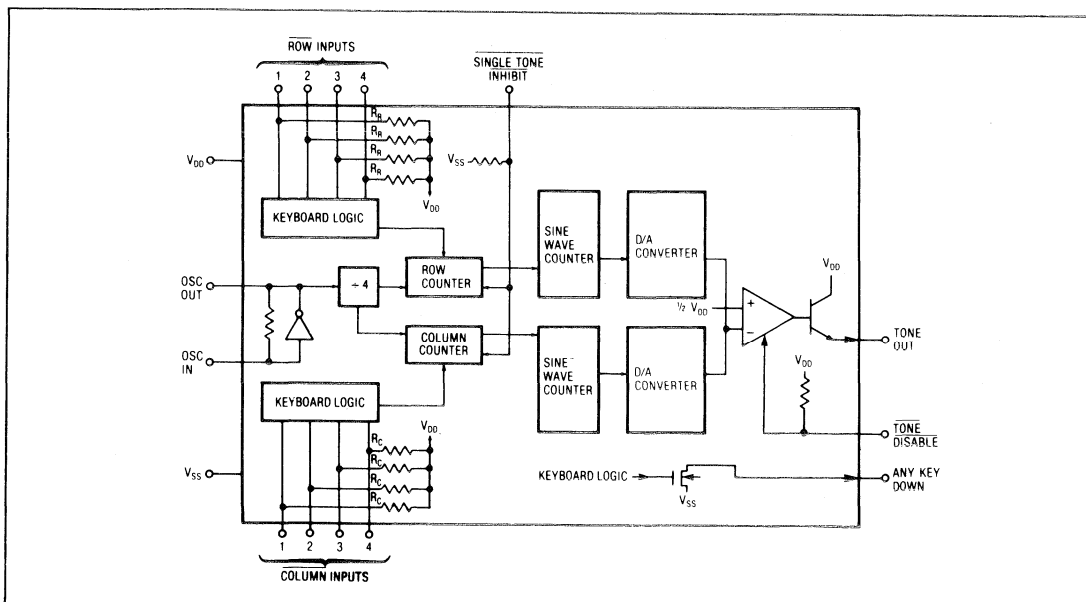 ROW INPUTS
1 2 3 4
SINGLE TONE
INHIBIT
R_R
R_R
R_R
R_R
V_DD
V_SS
V_DD
KEYBOARD LOGIC
OSC
OUT
÷ 4
ROW
COUNTER
SINE
WAVE
COUNTER
D/A
CONVERTER
V_DD
½ V_DD
+
−
TONE
OUT
OSC
IN
COLUMN
COUNTER
SINE
WAVE
COUNTER
D/A
CONVERTER
V_DD
KEYBOARD LOGIC
TONE
DISABLE
V_DD
R_C
R_C
R_C
R_C
V_SS
KEYBOARD LOGIC
V_SS
ANY KEY
DOWN
1 2 3 4
COLUMN INPUTS